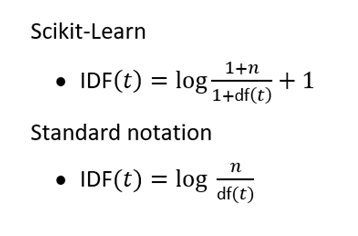 Scikit-Learn
• IDF(t) = log (1+n)/(1+df(t)) + 1
Standard notation
• IDF(t) = log n/df(t)